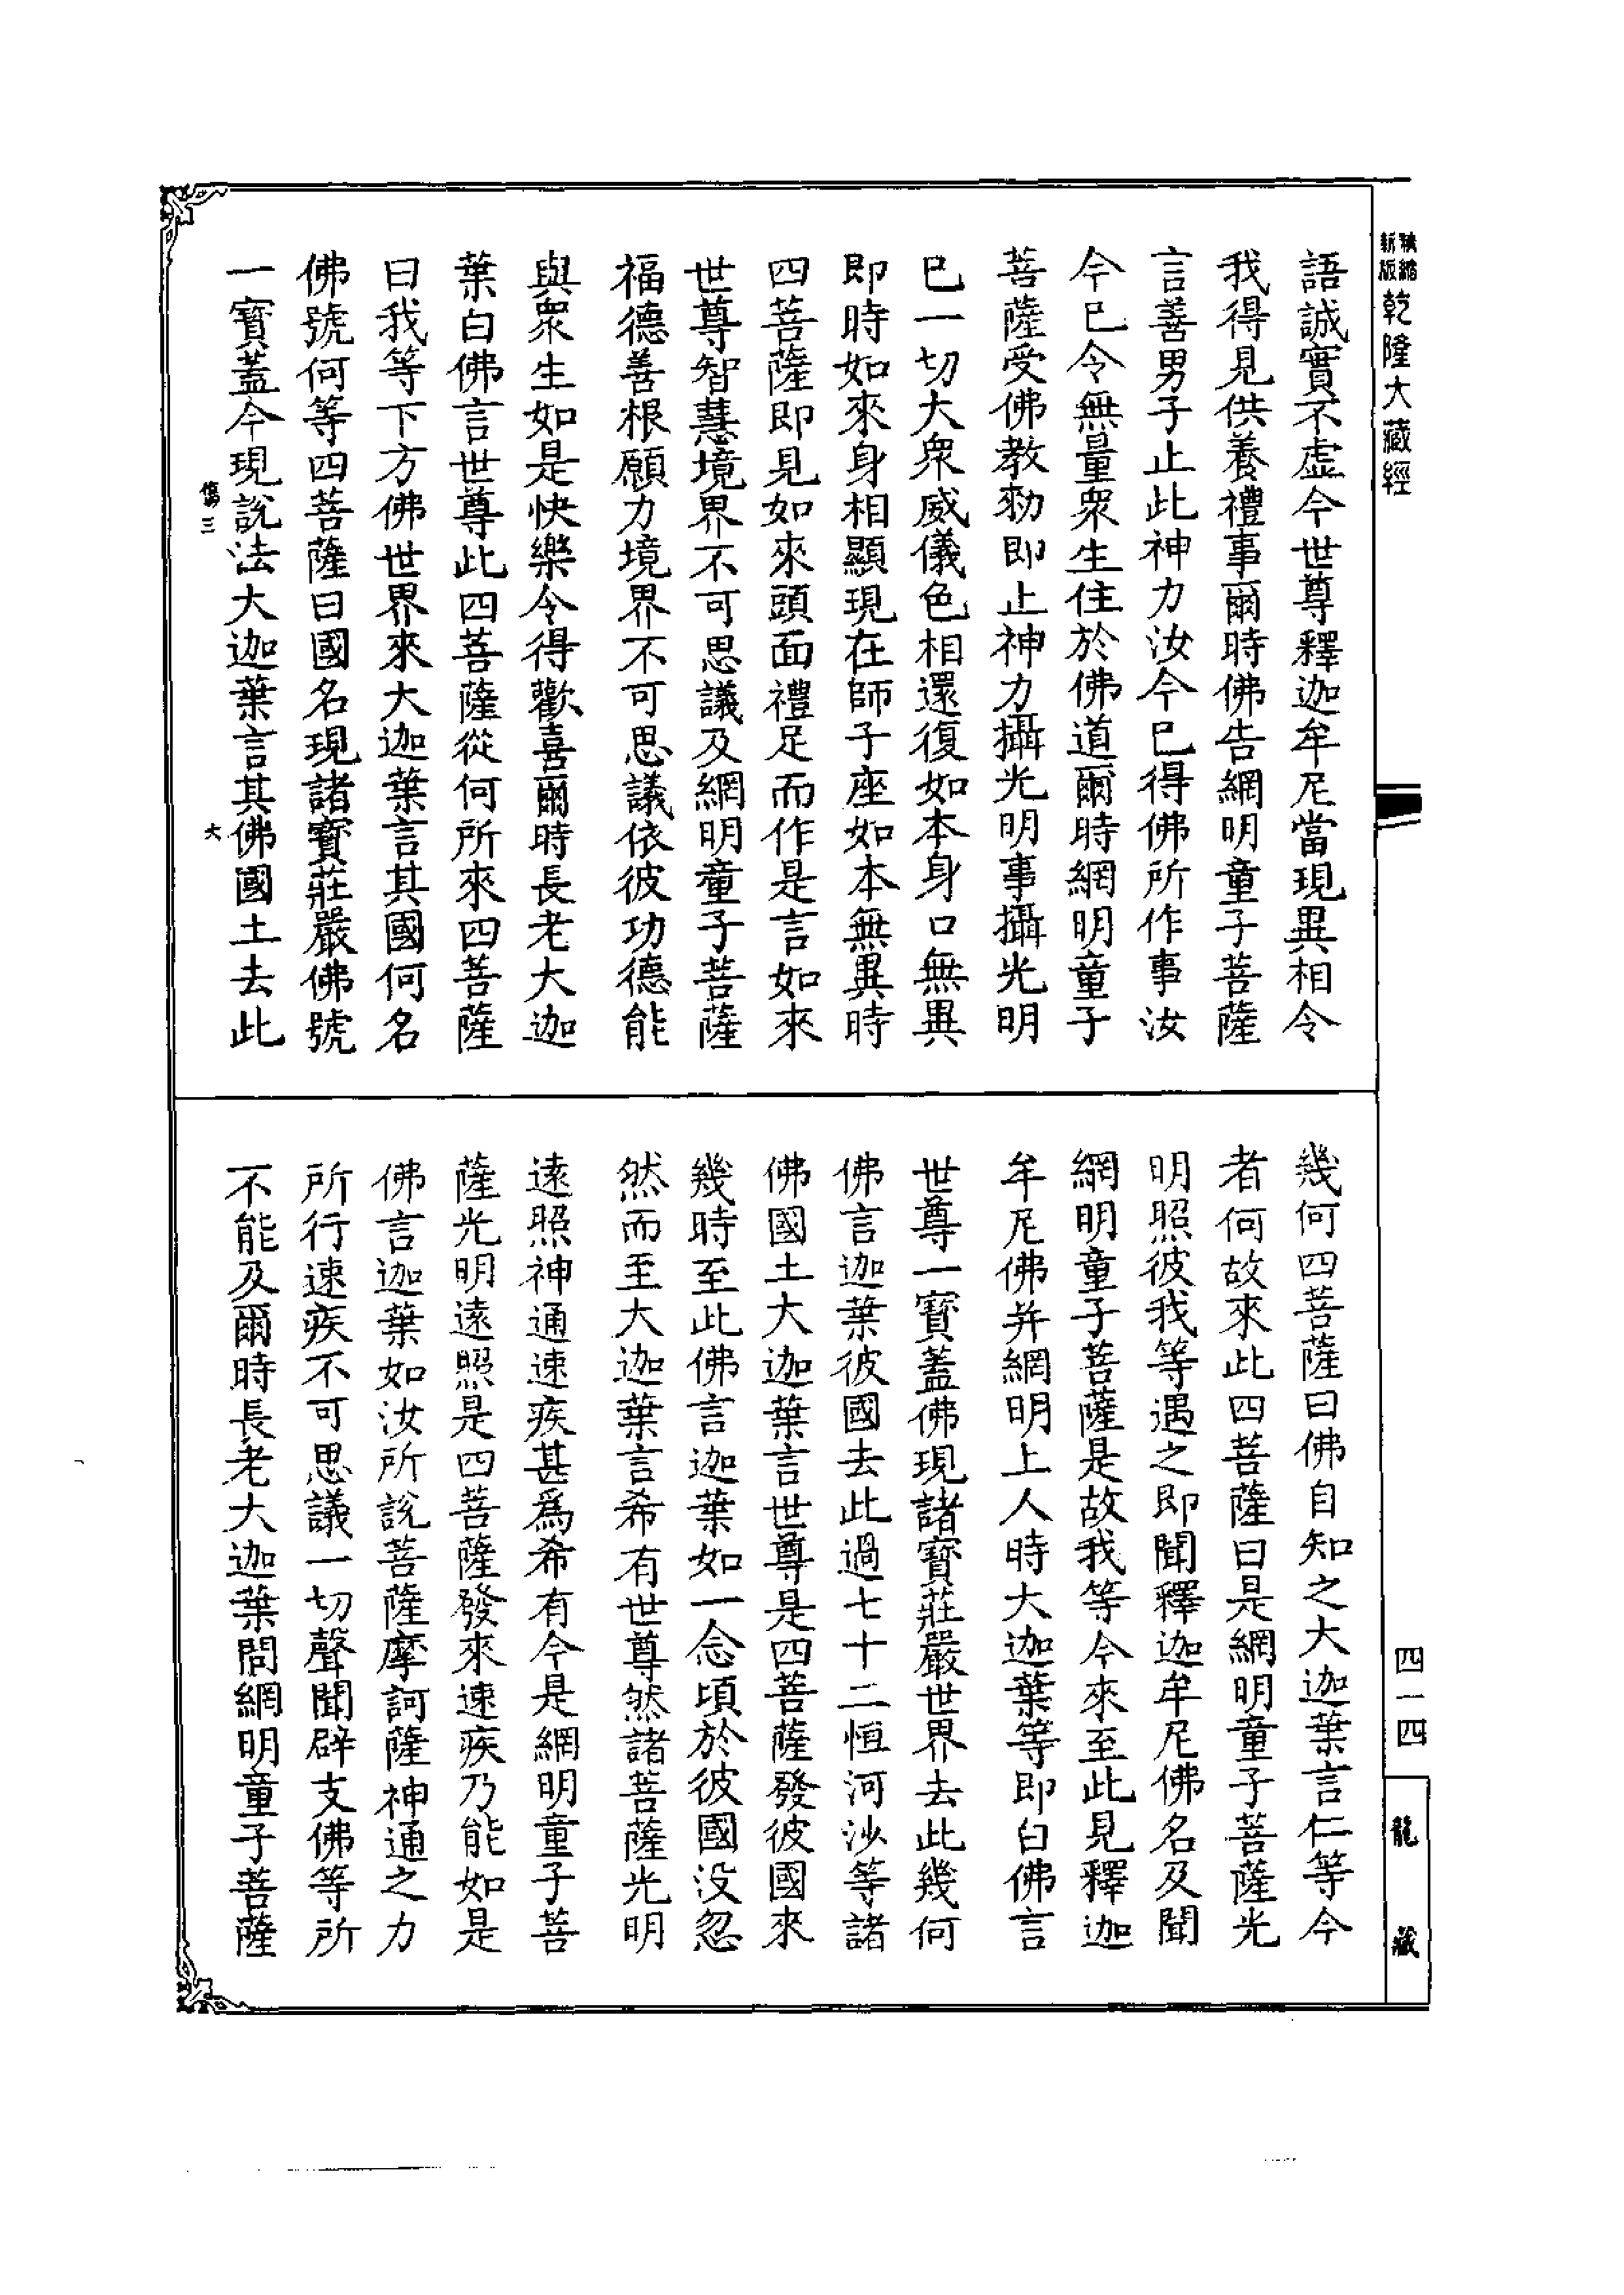 新版
縮
乾隆大藏經
語誠實不虛今世尊釋迦牟尼當現異相令
我得見供養禮事爾時佛告網明童子菩薩
言善男子止此神力汝今已得佛所作事汝
今已令無量衆生住於佛道爾時網明童子
菩薩受佛教勑即止神力攝光明事攝光明
已一切大衆威儀色相還復如本身口無異
即時如來身相顯現在師子座如本無異時
四菩薩即見如來頭面禮足而作是言如來
世尊智慧境界不可思議及網明童子菩薩
福德善根願力境界不可思議依彼功德能
與衆生如是快樂令得歡喜爾時長老大迦
葉白佛言世尊此四菩薩從何所來四菩薩
曰我等下方佛世界來大迦葉言其國何名
佛號何等四菩薩曰國名現諸寶莊嚴佛號
一寶蓋今現說法大迦葉言其佛國土去此
傷三
六
幾何四菩薩曰佛自知之大迦葉言仁等今
者何故來此四菩薩曰是網明童子菩薩光
明照彼我等遇之即聞釋迦牟尼佛名及聞
網明童子菩薩是故我等今來至此見釋迦
牟尼佛并網明上人時大迦葉等即白佛言
世尊一寶蓋佛現諸寶莊嚴世界去此幾何
佛言迦葉彼國去此過七十二恒河沙等諸
佛國土大迦葉言世尊是四菩薩發彼國來
幾時至此佛言迦葉如一念頃於彼國没忽
然而至大迦葉言希有世尊然諸菩薩光明
遠照神通速疾甚爲希有今是網明童子菩
薩光明遠照是四菩薩發來速疾乃能如是
佛言迦葉如汝所說菩薩摩訶薩神通之力
所行速疾不可思議一切聲聞辟支佛等所
不能及爾時長老大迦葉問網明童子菩薩
四一四
龍藏